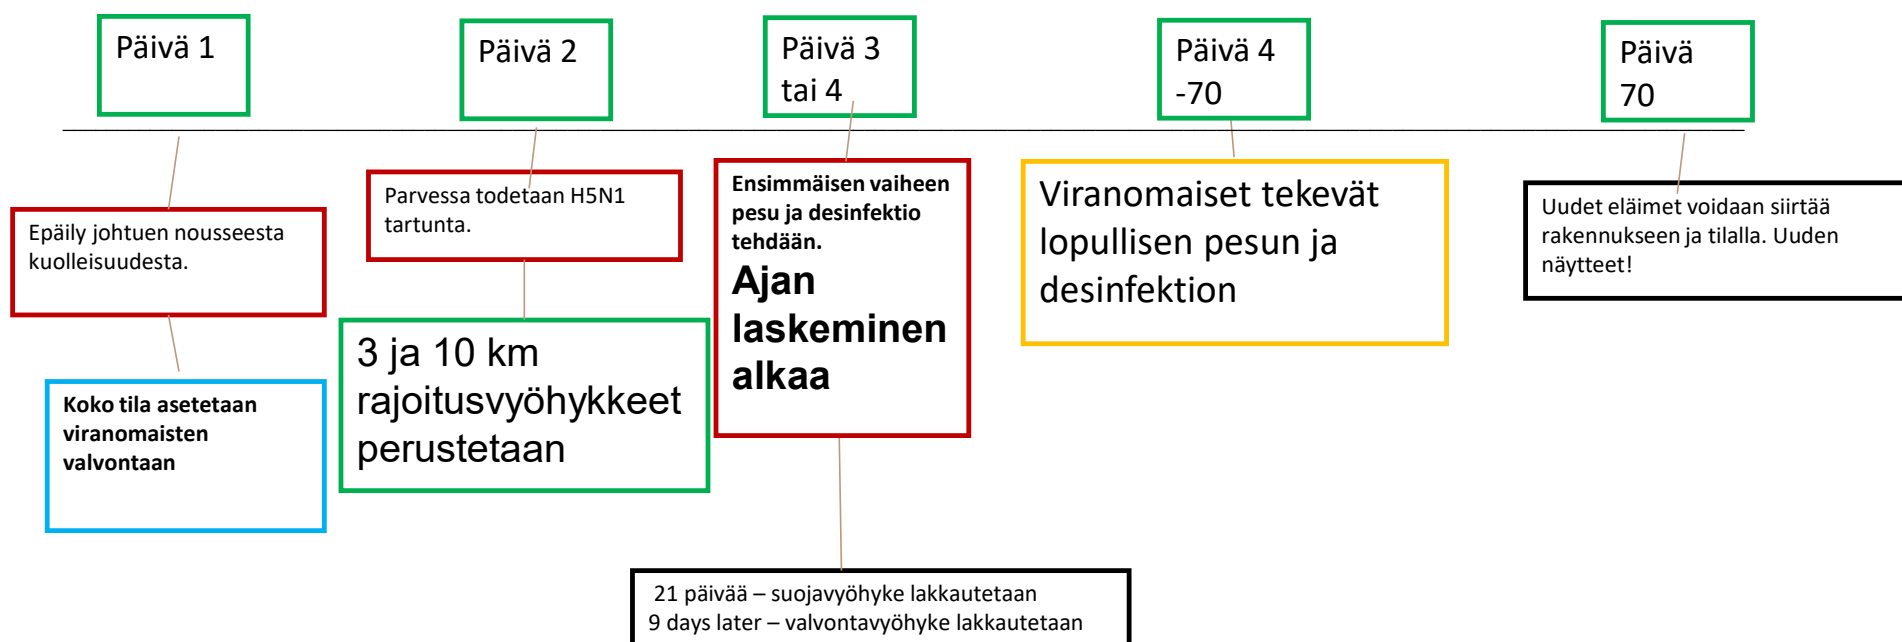 Päivä 1
Päivä 2
Päivä 3
tai 4
Päivä 4
-70
Päivä
70
Epäily johtuen nousseesta
kuolleisuudesta.
Koko tila asetetaan
viranomaisten
valvontaan
Parvessa todetaan H5N1
tartunta.
3 ja 10 km
rajoitusvyöhykkeet
perustetaan
Ensimmäisen vaiheen
pesu ja desinfektio
tehdään.
Ajan
laskeminen
alkaa
21 päivää – suojavyöhyke lakkautetaan
9 days later – valvontavyöhyke lakkautetaan
Viranomaiset tekevät
lopullisen pesun ja
desinfektion
Uudet eläimet voidaan siirtää
rakennukseen ja tilalla. Uuden
näytteet!